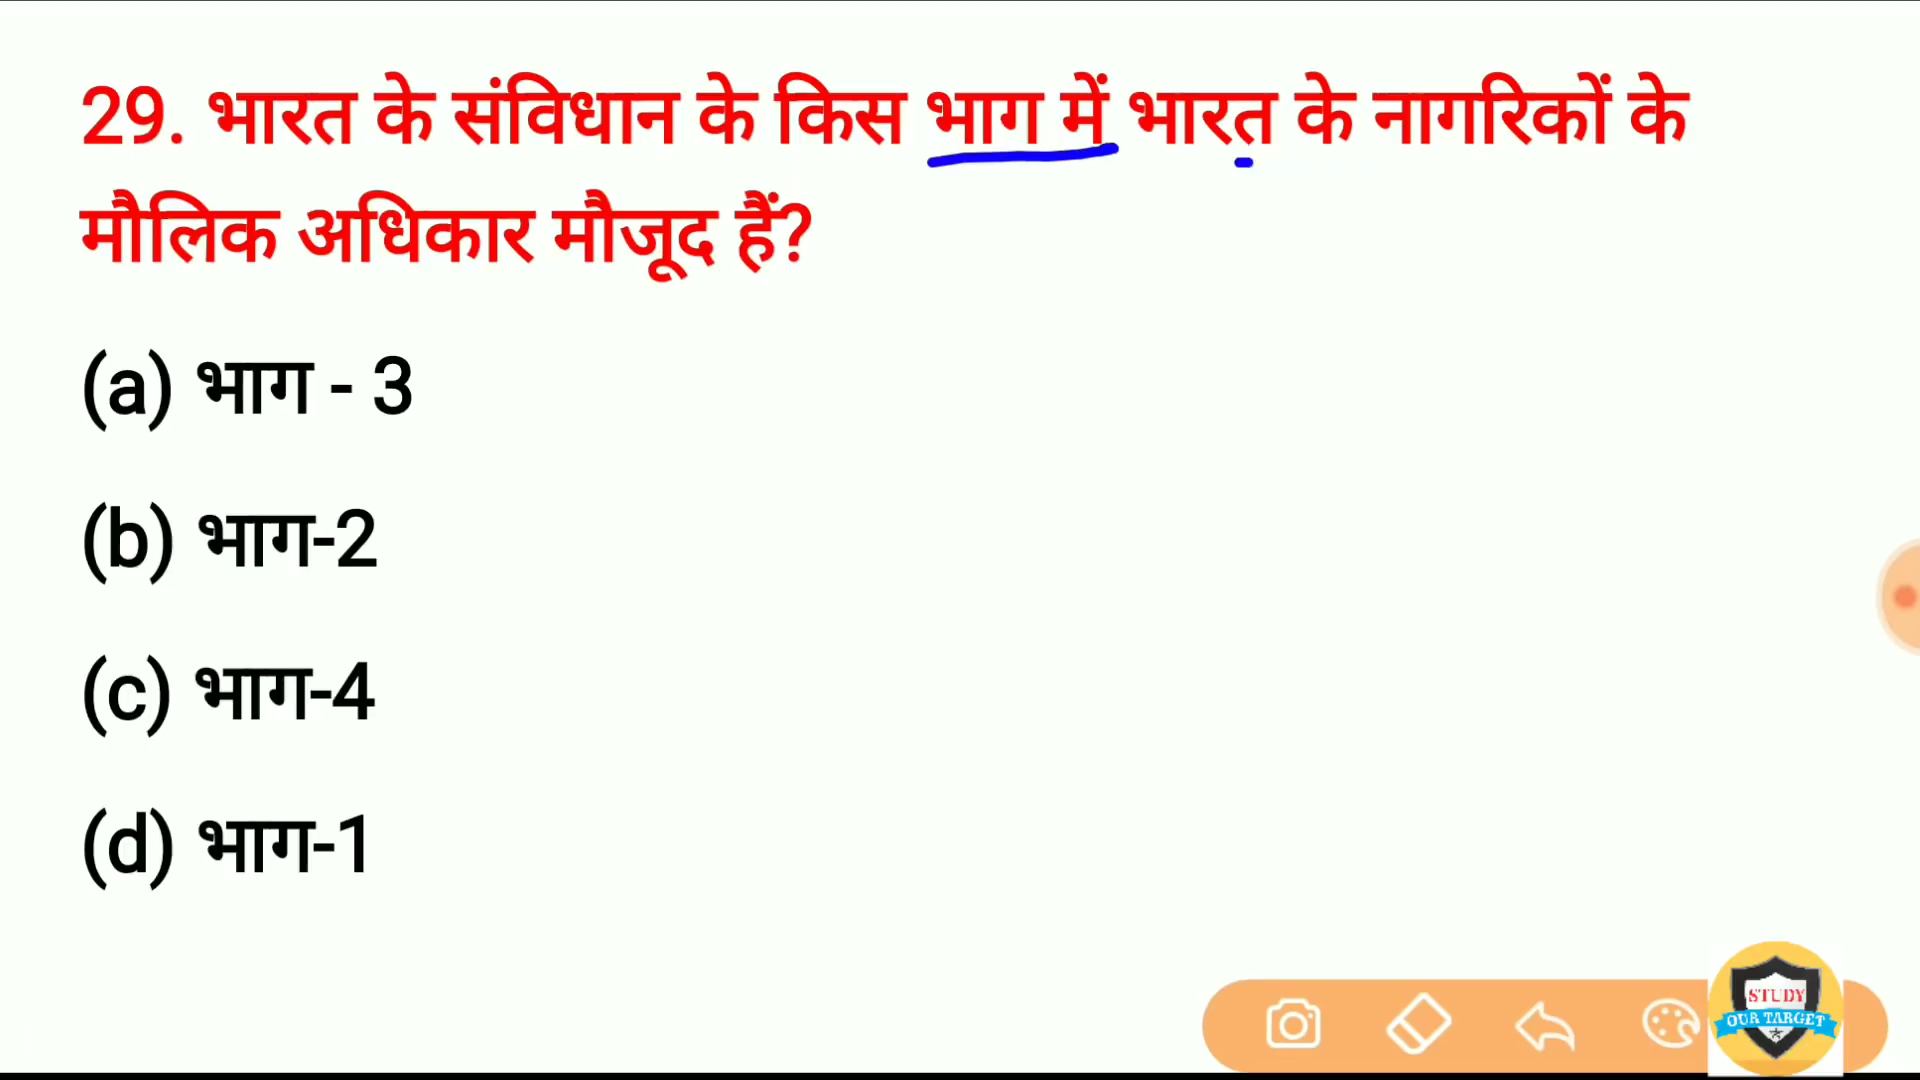 29. भारत के संविधान के किस भाग में भारत के नागरिकों के
मौलिक अधिकार मौजूद हैं?
(a) भाग - 3
(b) भाग-2
(c) भाग-4
(d) भाग-1
STUDY
OUR TARGET